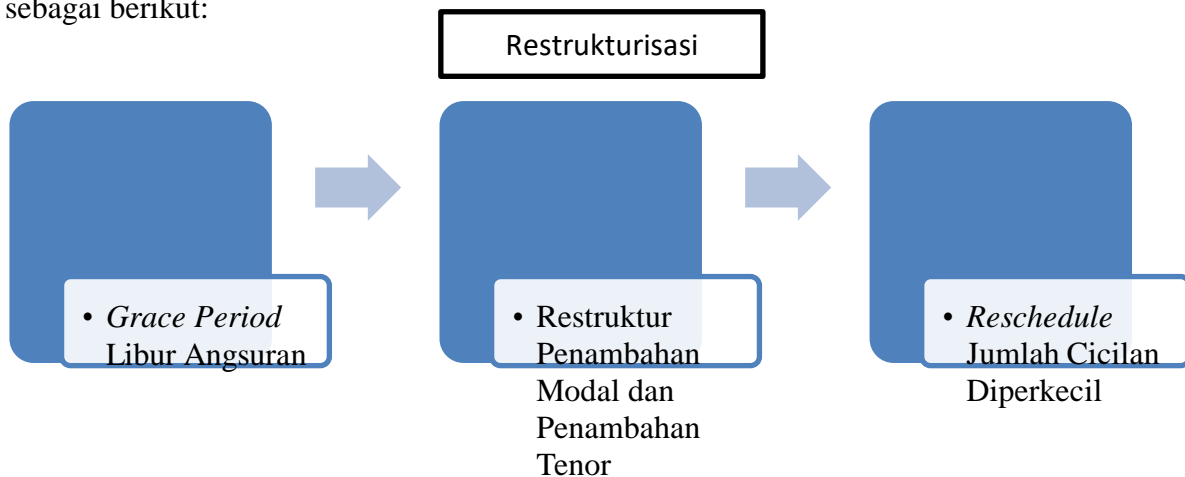 sebagai berikut:
Restrukturisasi
• Grace Period
Libur Angsuran
• Restruktur
Penambahan
Modal dan
Penambahan
Tenor
• Reschedule
Jumlah Cicilan
Diperkecil